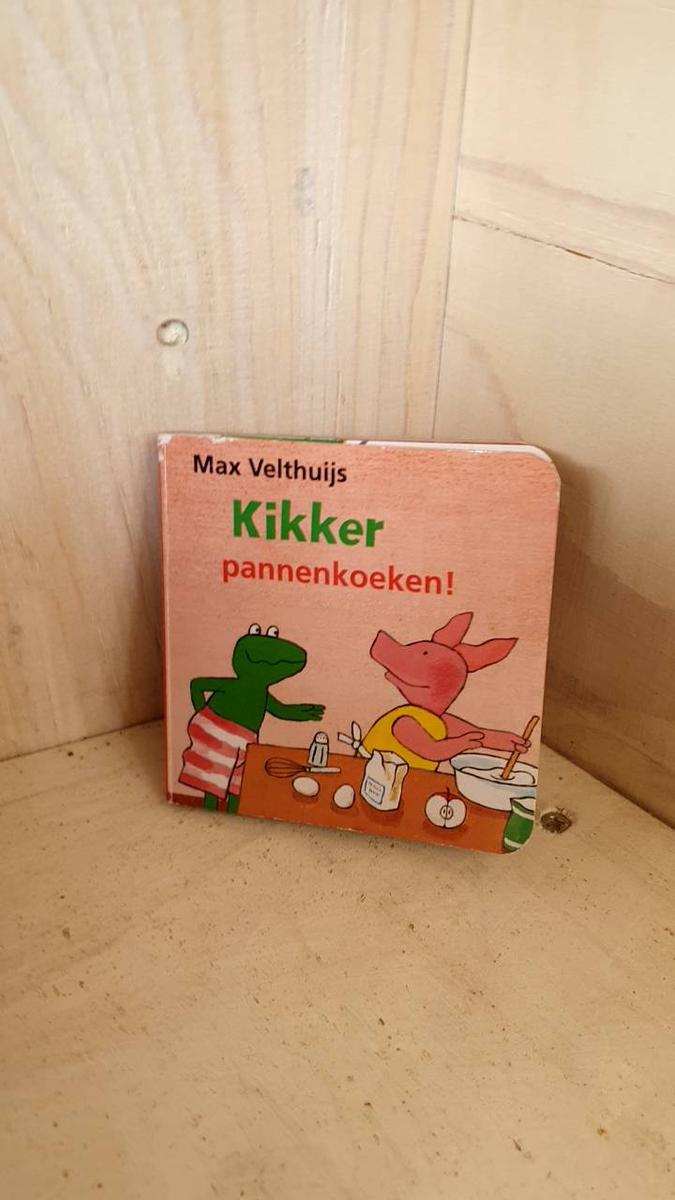 Max Velthuijs
Kikker
pannenkoeken!